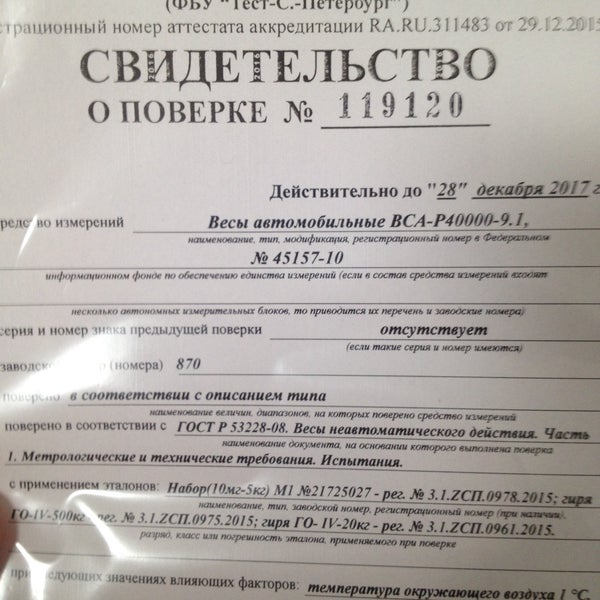 (ФБУ "Тест-С.-Петербург")
страционный номер аттестата аккредитации RA.RU.311483 от 29.12.2015
СВИДЕТЕЛЬСТВО
О ПОВЕРКЕ № 119120
Действительно до "28" декабря 2017 г
редство измерений Весы автомобильные ВСА-Р40000-9.1,
наименование, тип, модификация, регистрационный номер в Федеральном
№ 45157-10
информационном фонде по обеспечению единства измерений (если в состав средства измерений входят
несколько автономных измерительных блоков, то приводится их перечень и заводские номера)
серия и номер знака предыдущей поверки отсутствует
(если такие серия и номер имеются)
(номера) 870
поверено в соответствии с описанием типа
наименование величин, диапазонов, на которых поверено средство измерений
поверено в соответствии с ГОСТ Р 53228-08. Весы неавтоматического действия. Часть
наименование документа, на основании которого выполнена поверка
1. Метрологические и технические требования. Испытания.
с применением эталонов: Набор(10мг-5кг) М1 №21725027 - рег. № 3.1.ZСП.0978.2015; гиря
наименование, тип, заводской номер, регистрационный номер (при наличии),
ГО-IV-500кг - рег. № 3.1.ZСП.0975.2015; гиря ГО- IV-20кг - рег. № 3.1.ZСП.0961.2015.
разряд, класс или погрешность эталона, применяемого при поверке
значениях влияющих факторов: температура окружающего воздуха 1 °С,